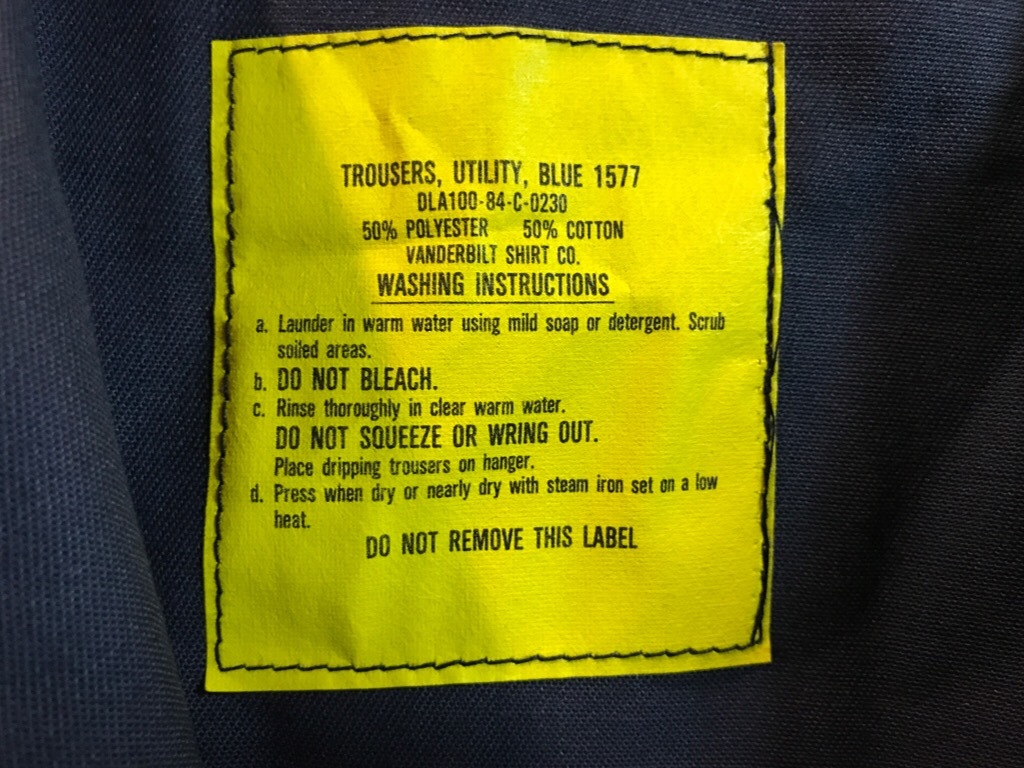 TROUSERS, UTILITY, BLUE 1577
DLA100-84-C-0230
50% POLYESTER 50% COTTON
VANDERBILT SHIRT CO.
WASHING INSTRUCTIONS
a. Launder in warm water using mild soap or detergent. Scrub
soiled areas.
b. DO NOT BLEACH.
c. Rinse thoroughly in clear warm water.
DO NOT SQUEEZE OR WRING OUT.
Place dripping trousers on hanger.
d. Press when dry or nearly dry with steam iron set on a low
heat.
DO NOT REMOVE THIS LABEL